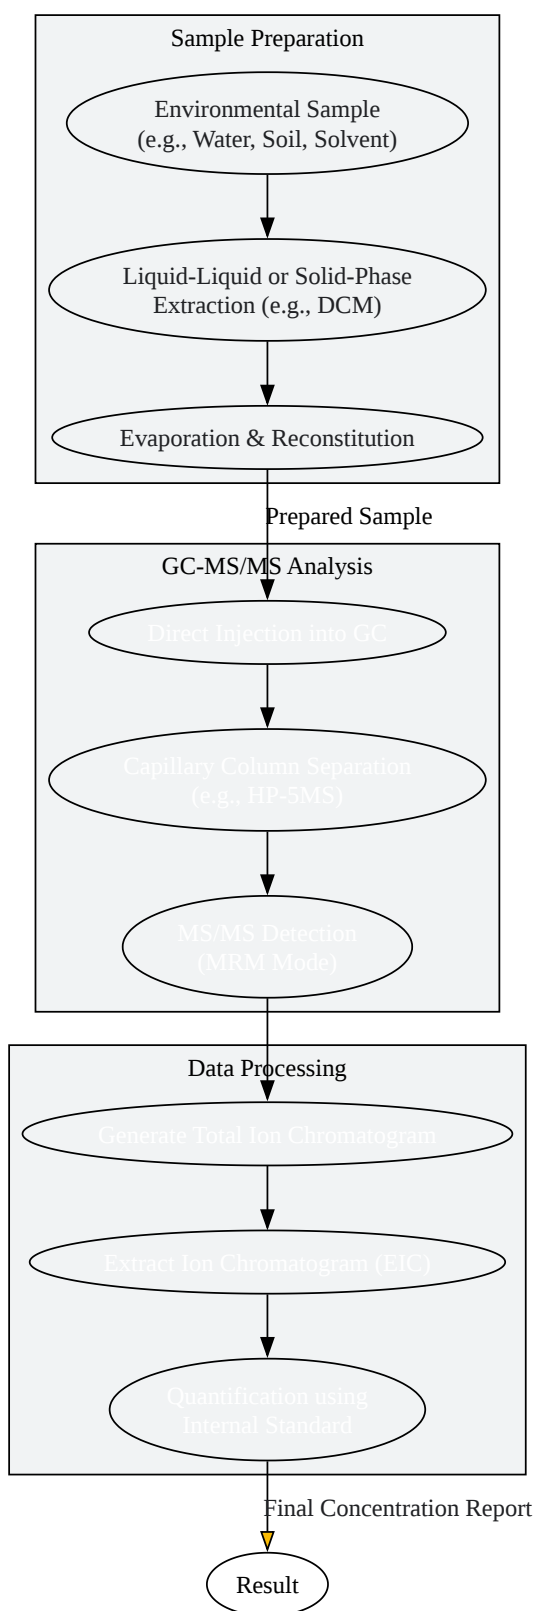 Sample Preparation
Environmental Sample
(e.g., Water, Soil, Solvent)
Liquid-Liquid or Solid-Phase
Extraction (e.g., DCM)
Evaporation & Reconstitution
Prepared Sample
GC-MS/MS Analysis
Direct Injection into GC
Capillary Column Separation
(e.g., HP-5MS)
MS/MS Detection
(MRM Mode)
Data Processing
Generate Total Ion Chromatogram
Extract Ion Chromatogram (EIC)
Quantification using
Internal Standard
Final Concentration Report
Result